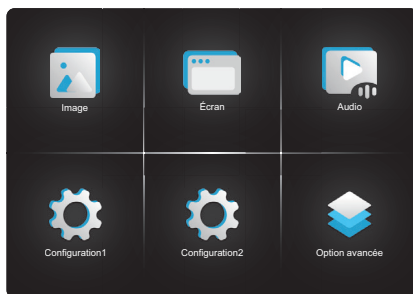 Image
Écran
Audio
Configuration1
Configuration2
Option avancée